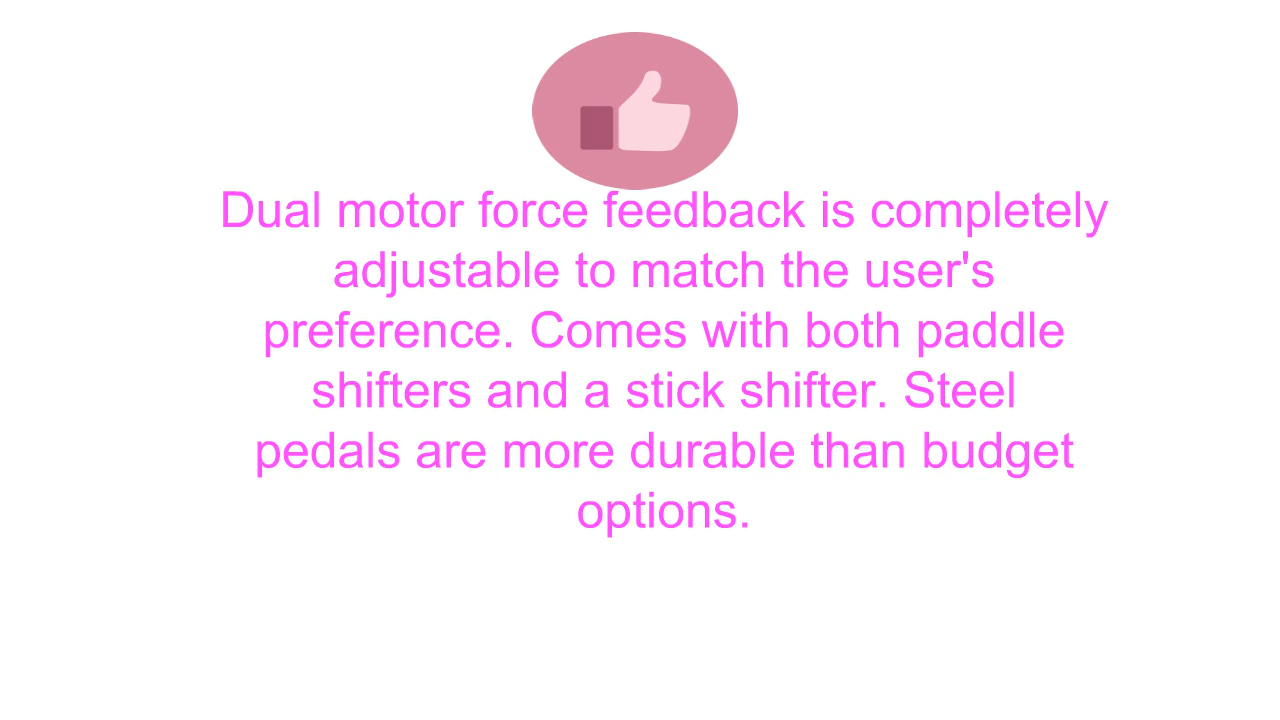 Dual motor force feedback is completely
adjustable to match the user's
preference. Comes with both paddle
shifters and a stick shifter. Steel
pedals are more durable than budget
options.